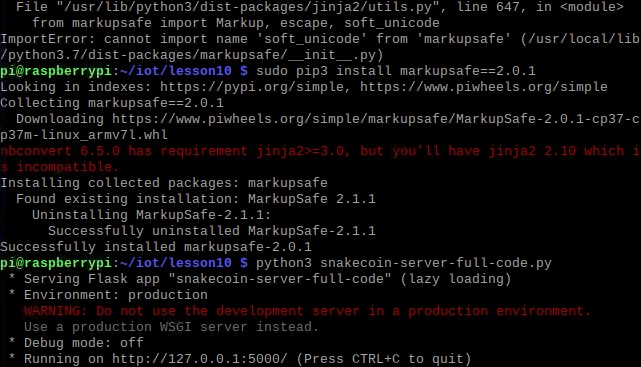 File "/usr/lib/python3/dist-packages/jinja2/utils.py", line 647, in <module>
from markupsafe import Markup, escape, soft_unicode
ImportError: cannot import name 'soft_unicode' from 'markupsafe' (/usr/local/lib
/python3.7/dist-packages/markupsafe/__init__.py)
pi@raspberrypi:~/iot/lesson10 $ sudo pip3 install markupsafe==2.0.1
Looking in indexes: https://pypi.org/simple, https://www.piwheels.org/simple
Collecting markupsafe==2.0.1
Downloading https://www.piwheels.org/simple/markupsafe/MarkupSafe-2.0.1-cp37-c
p37m-linux_armv7l.whl
nbconvert 6.5.0 has requirement jinja2>=3.0, but you'll have jinja2 2.10 which i
s incompatible.
Installing collected packages: markupsafe
Found existing installation: MarkupSafe 2.1.1
Uninstalling MarkupSafe-2.1.1:
Successfully uninstalled MarkupSafe-2.1.1
Successfully installed markupsafe-2.0.1
pi@raspberrypi:~/iot/lesson10 $ python3 snakecoin-server-full-code.py
* Serving Flask app "snakecoin-server-full-code" (lazy loading)
* Environment: production
WARNING: Do not use the development server in a production environment.
Use a production WSGI server instead.
* Debug mode: off
* Running on http://127.0.0.1:5000/ (Press CTRL+C to quit)